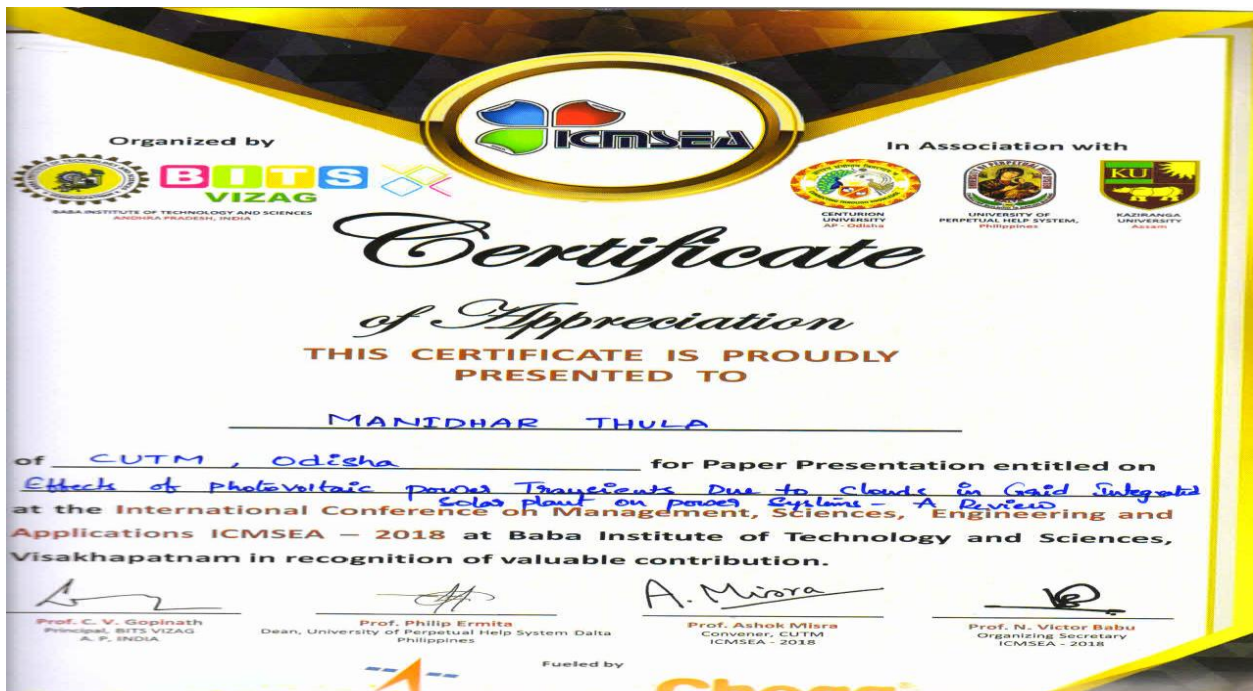 ICMSEA
Organized by
In Association with
BITS
VIZAG
BABA INSTITUTE OF TECHNOLOGY AND SCIENCES
ANDHRA PRADESH, INDIA
CENTURION
UNIVERSITY
AP - Odisha
UNIVERSITY OF
PERPETUAL HELP SYSTEM,
Philippines
KU
KAZIRANGA
UNIVERSITY
Assam
Certificate
of Appreciation
THIS CERTIFICATE IS PROUDLY
PRESENTED TO
MANIDHAR THULA
of CUTM, Odisha for Paper Presentation entitled on
Effects of Photovoltaic power Transients Due to Clouds in Grid Integrated
Solar plant on power Systems - A Review
at the International Conference on Management, Sciences, Engineering and
Applications ICMSEA – 2018 at Baba Institute of Technology and Sciences,
Visakhapatnam in recognition of valuable contribution.
A. Misra
Prof. C. V. Gopinath
Principal, BITS VIZAG
A. P, INDIA
Prof. Philip Ermita
Dean, University of Perpetual Help System Dalta
Philippines
Prof. Ashok Misra
Convener, CUTM
ICMSEA - 2018
Prof. N. Victor Babu
Organizing Secretary
ICMSEA - 2018
Fueled by